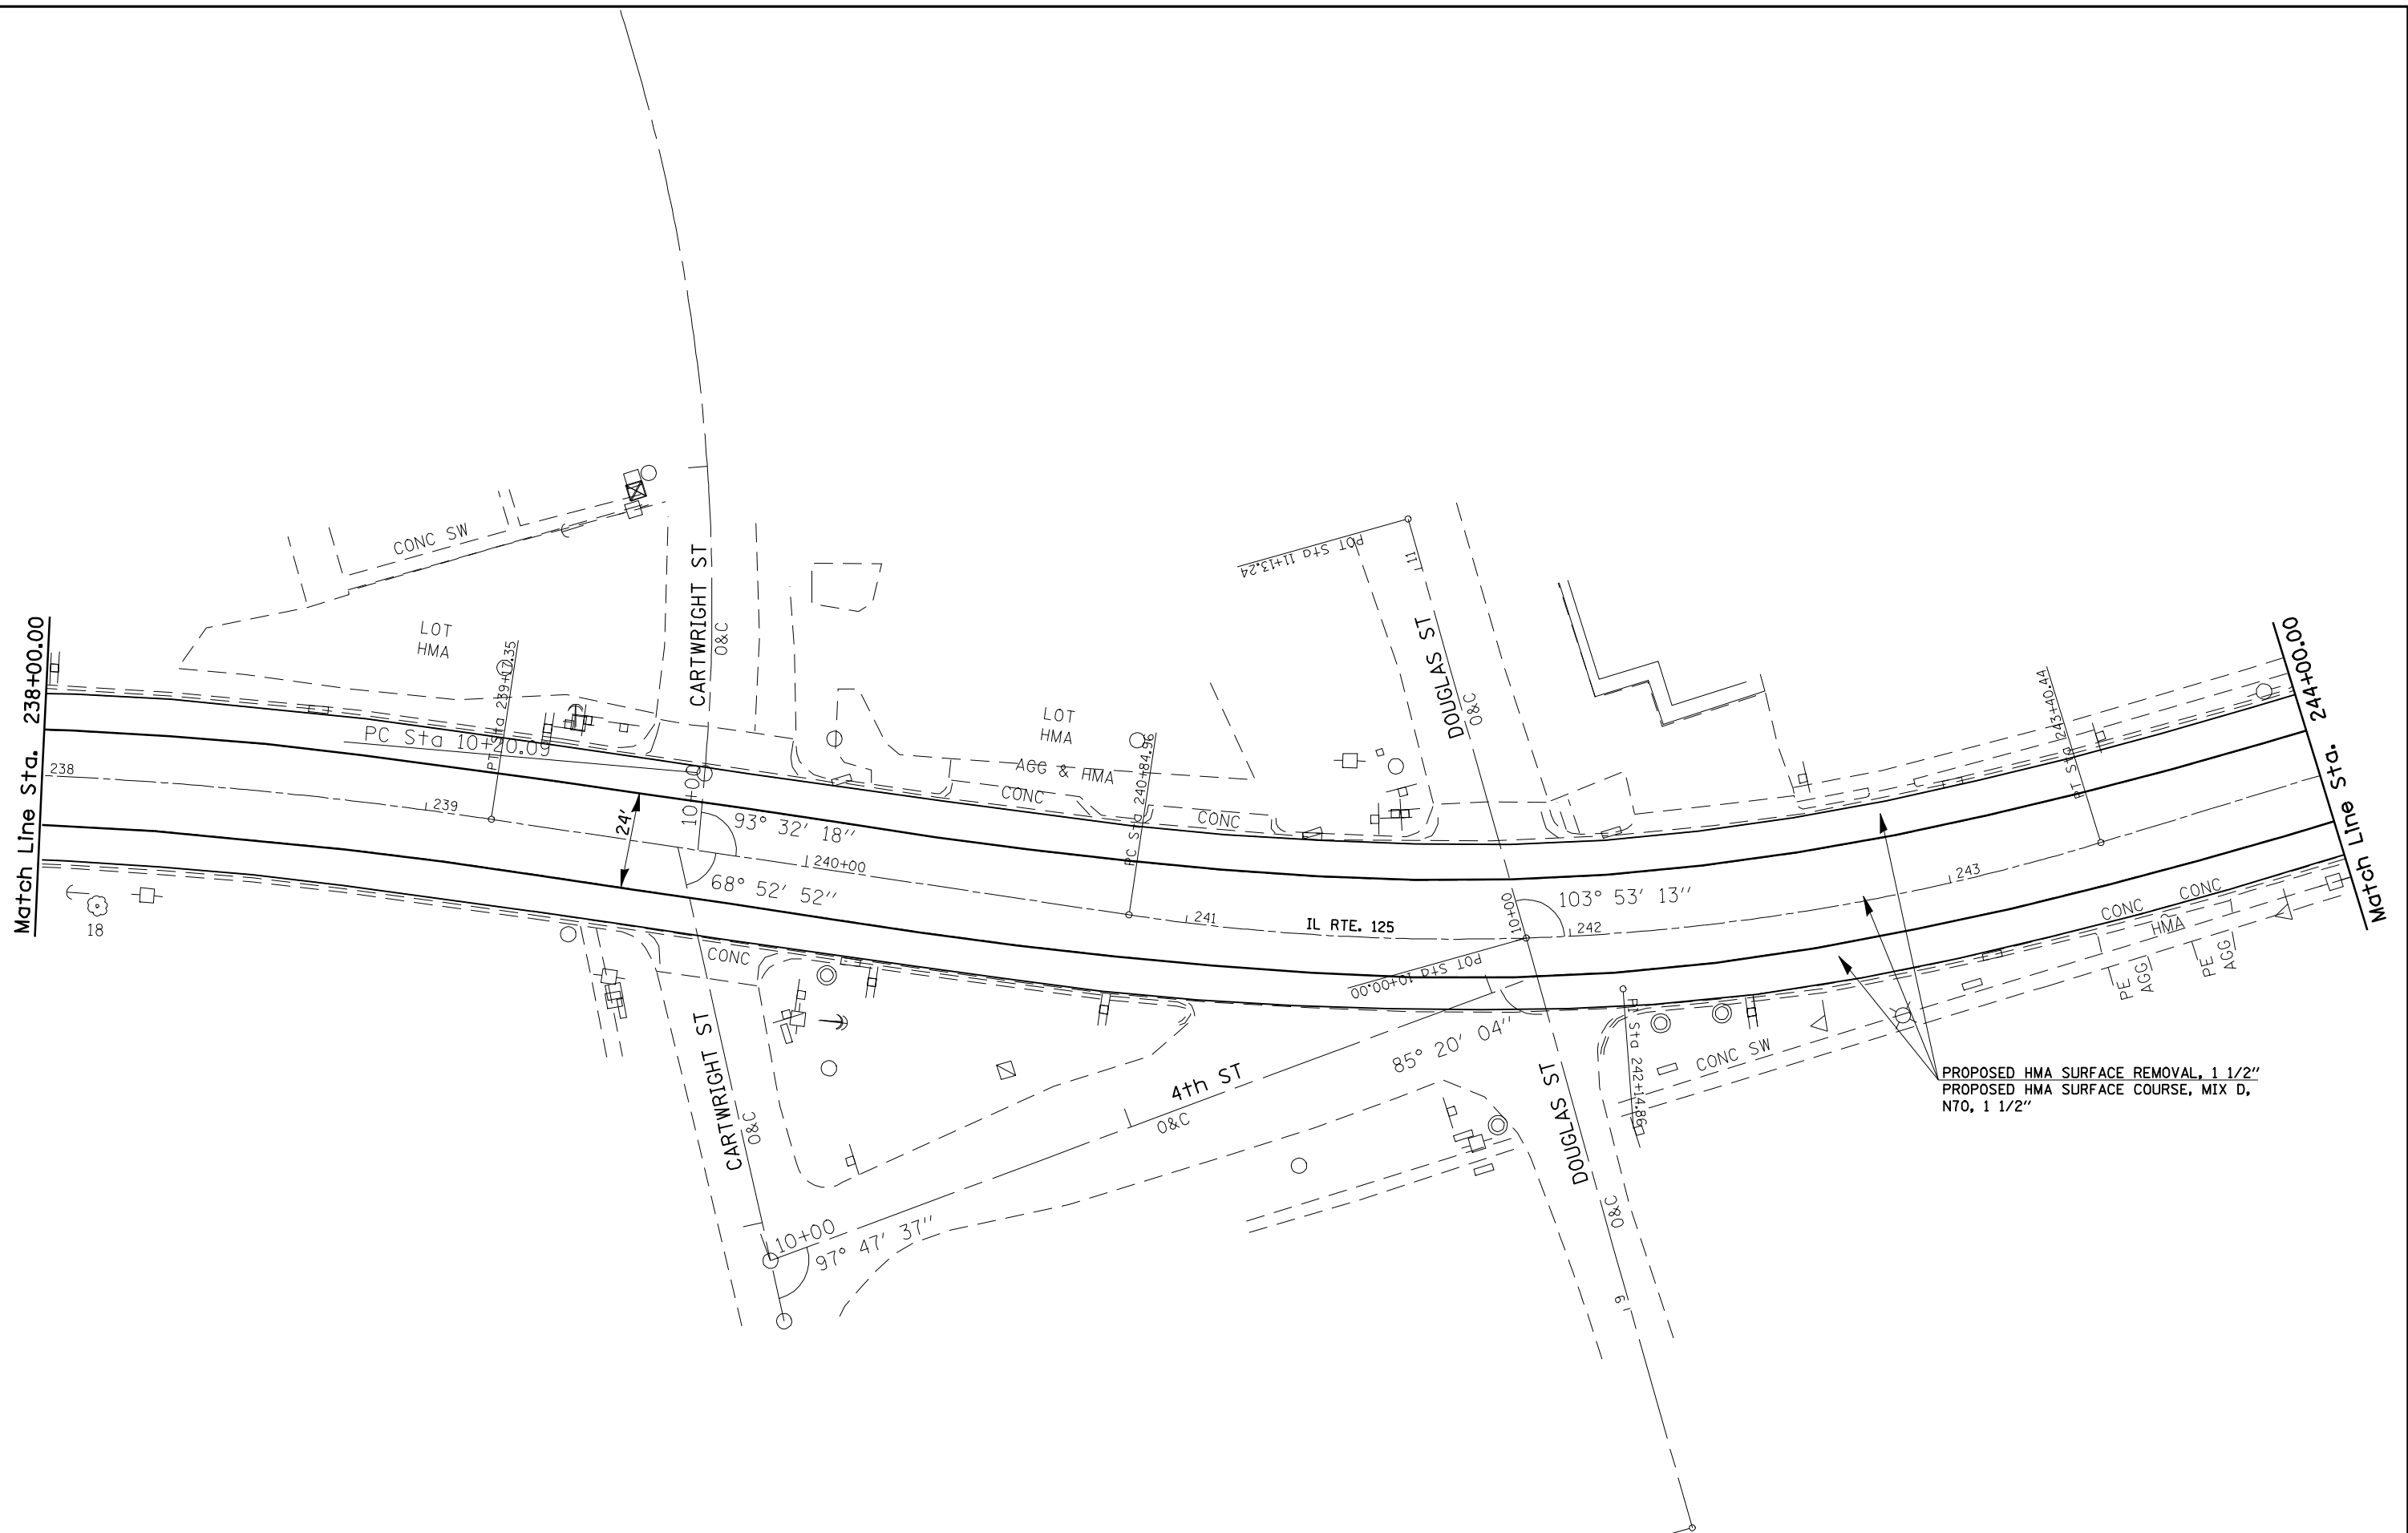 CONC SW
CARTWRIGHT ST
O&C
POT Sta 11+13.24
11
DOUGLAS ST
O&C
Match Line Sta. 238+00.00
LOT
HMA
PT Sta 239+17.35
PC Sta 10+20.09
LOT
HMA
AGG & HMA
CONC
PC Sta 240+84.96
CONC
PT Sta 243+40.44
Match Line Sta. 244+00.00
238
239
24'
10+00
93° 32' 18''
240+00
68° 52' 52''
241
IL RTE. 125
10+00
103° 53' 13''
242
243
18
CONC
POT Sta 10+00.00
CONC
CONC
HMA
PE
AGG
PE
AGG
PI Sta 242+14.86
CONC SW
85° 20' 04''
4th ST
O&C
CARTWRIGHT ST
O&C
DOUGLAS ST
O&C
PROPOSED HMA SURFACE REMOVAL, 1 1/2"
PROPOSED HMA SURFACE COURSE, MIX D,
N70, 1 1/2"
10+00
97° 47' 37''
9